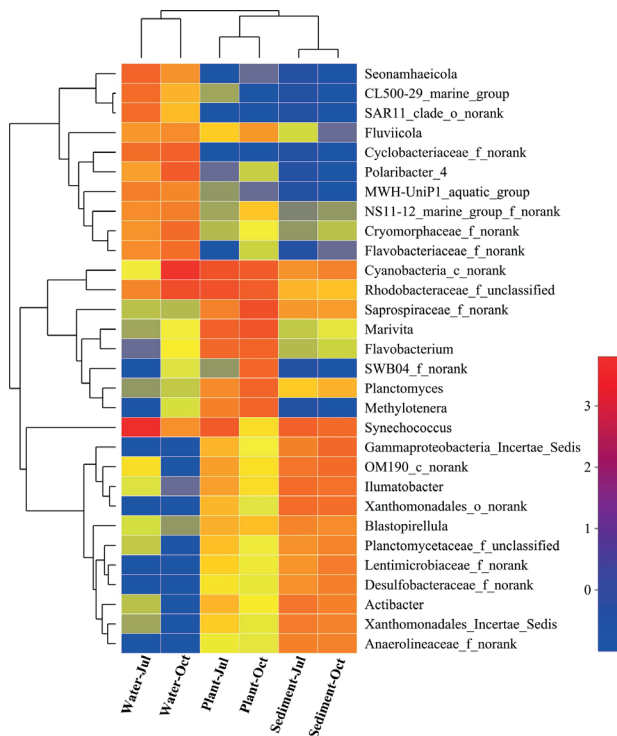 Seonamhaeicola
CL500-29_marine_group
SAR11_clade_o_norank
Fluviicola
Cyclobacteriaceae_f_norank
Polaribacter_4
MWH-UniP1_aquatic_group
NS11-12_marine_group_f_norank
Cryomorphaceae_f_norank
Flavobacteriaceae_f_norank
Cyanobacteria_c_norank
Rhodobacteraceae_f_unclassified
Saprospiraceae_f_norank
Marivita
Flavobacterium
SWB04_f_norank
Planctomyces
Methylotenera
Synechococcus
Gammaproteobacteria_Incertae_Sedis
OM190_c_norank
Ilumatobacter
Xanthomonadales_o_norank
Blastopirellula
Planctomycetaceae_f_unclassified
Lentimicrobiaceae_f_norank
Desulfobacteraceae_f_norank
Actibacter
Xanthomonadales_Incertae_Sedis
Anaerolineaceae_f_norank
3
2
1
0
Water-Jul
Water-Oct
Plant-Jul
Plant-Oct
Sediment-Jul
Sediment-Oct